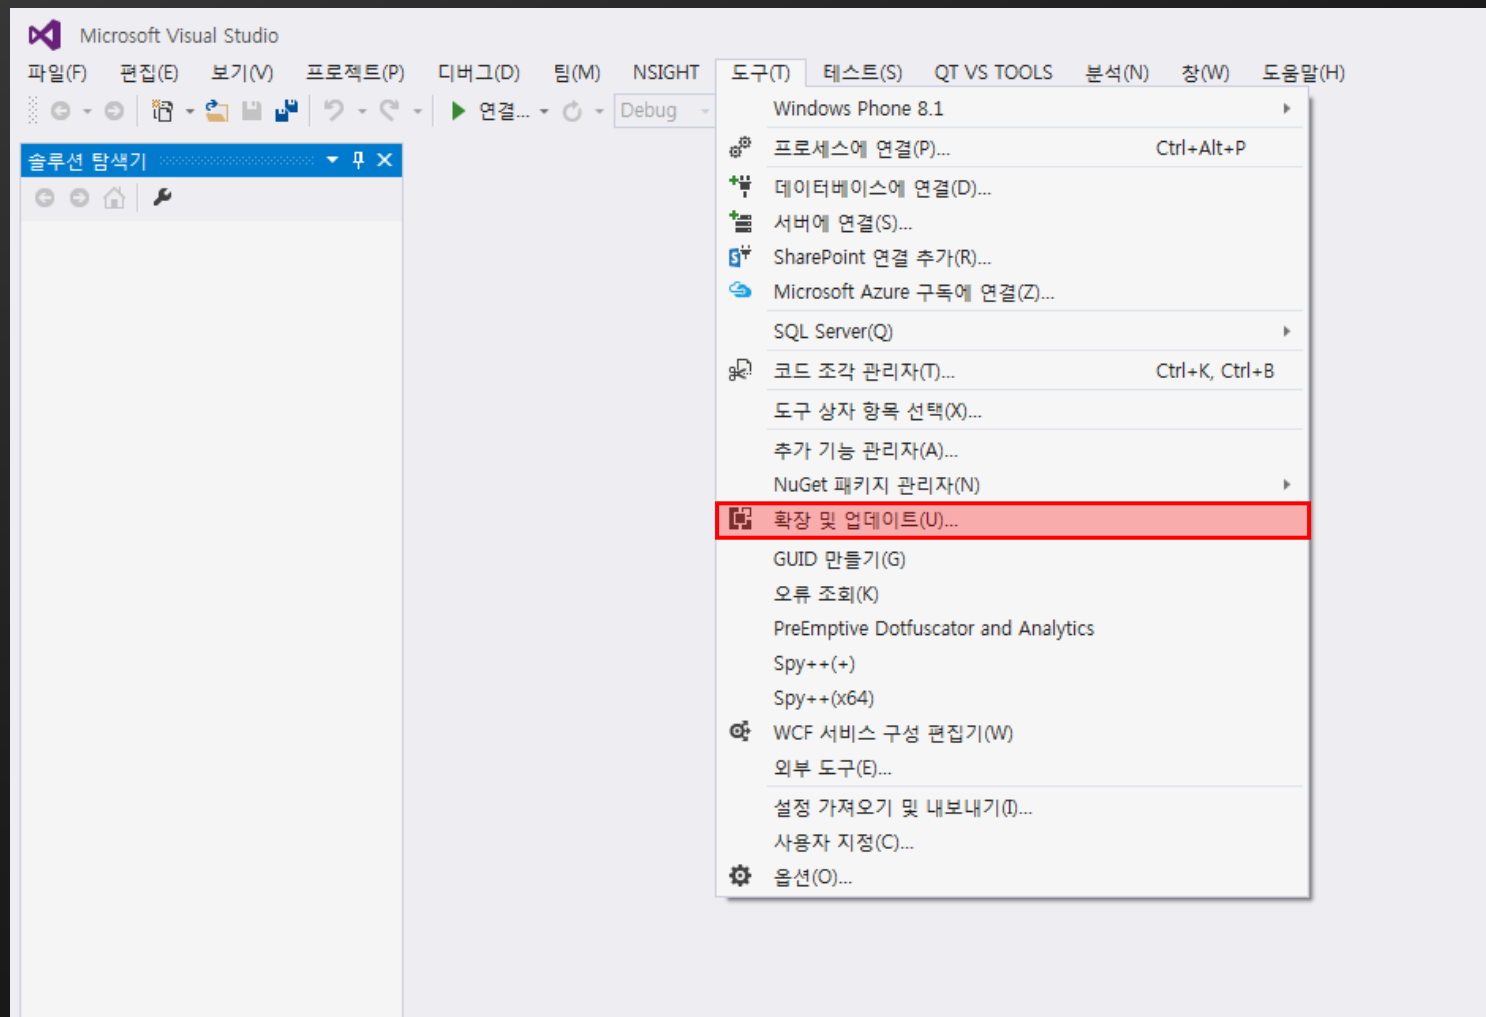 Microsoft Visual Studio
파일(F) 편집(E) 보기(V) 프로젝트(P) 디버그(D) 팀(M) NSIGHT 도구(T) 테스트(S) QT VS TOOLS 분석(N) 창(W) 도움말(H)
연결... Debug
솔루션 탐색기
Windows Phone 8.1
프로세스에 연결(P)... Ctrl+Alt+P
데이터베이스에 연결(D)...
서버에 연결(S)...
SharePoint 연결 추가(R)...
Microsoft Azure 구독에 연결(Z)...
SQL Server(Q)
코드 조각 관리자(T)... Ctrl+K, Ctrl+B
도구 상자 항목 선택(X)...
추가 기능 관리자(A)...
NuGet 패키지 관리자(N)
확장 및 업데이트(U)...
GUID 만들기(G)
오류 조회(K)
PreEmptive Dotfuscator and Analytics
Spy++(+)
Spy++(x64)
WCF 서비스 구성 편집기(W)
외부 도구(E)...
설정 가져오기 및 내보내기(I)...
사용자 지정(C)...
옵션(O)...